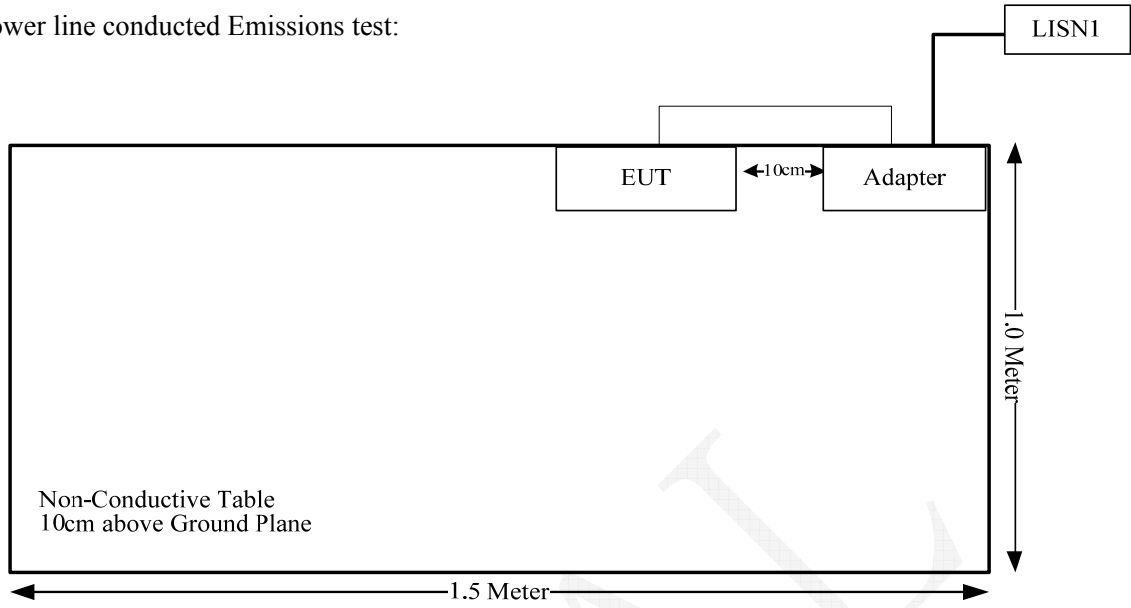 ower line conducted Emissions test:
LISN1
EUT
10cm
Adapter
1.0 Meter
Non-Conductive Table
10cm above Ground Plane
1.5 Meter